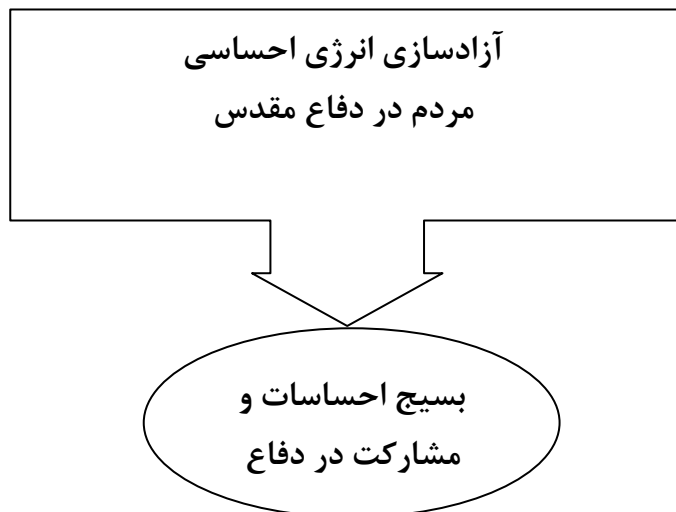 آزادسازی انرژی احساسی
مردم در دفاع مقدس
بسیج احساسات و
مشارکت در دفاع